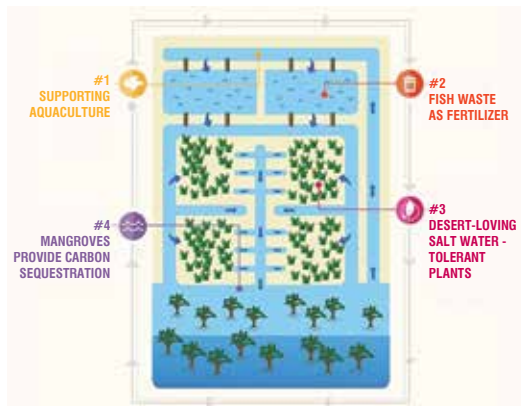 #1
SUPPORTING
AQUACULTURE
#2
FISH WASTE
AS FERTILIZER
#3
DESERT-LOVING
SALT WATER -
TOLERANT
PLANTS
#4
MANGROVES
PROVIDE CARBON
SEQUESTRATION